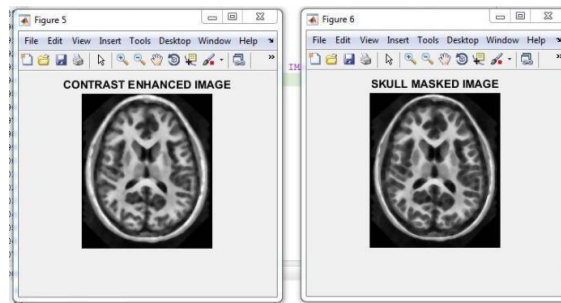 Figure 5
File Edit View Insert Tools Desktop Window Help
CONTRAST ENHANCED IMAGE
Figure 6
File Edit View Insert Tools Desktop Window Help
SKULL MASKED IMAGE